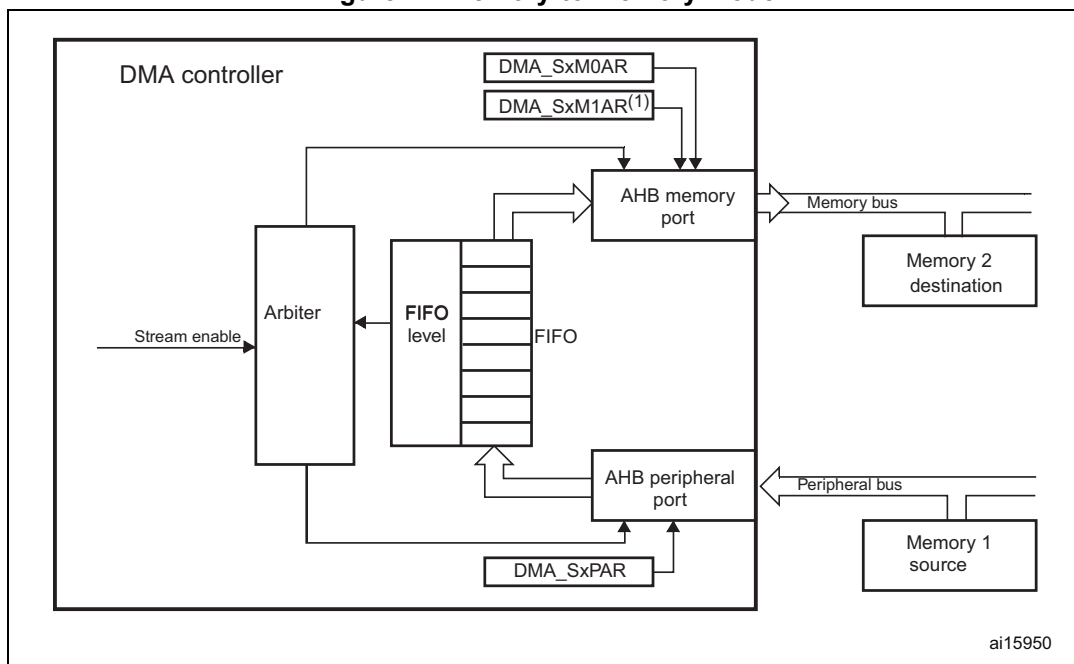 DMA controller
DMA_SxM0AR
DMA_SxM1AR(1)
AHB memory
port
Memory bus
Memory 2
destination
Arbiter
FIFO
level
FIFO
Stream enable
AHB peripheral
port
Peripheral bus
Memory 1
source
DMA_SxPAR
ai15950